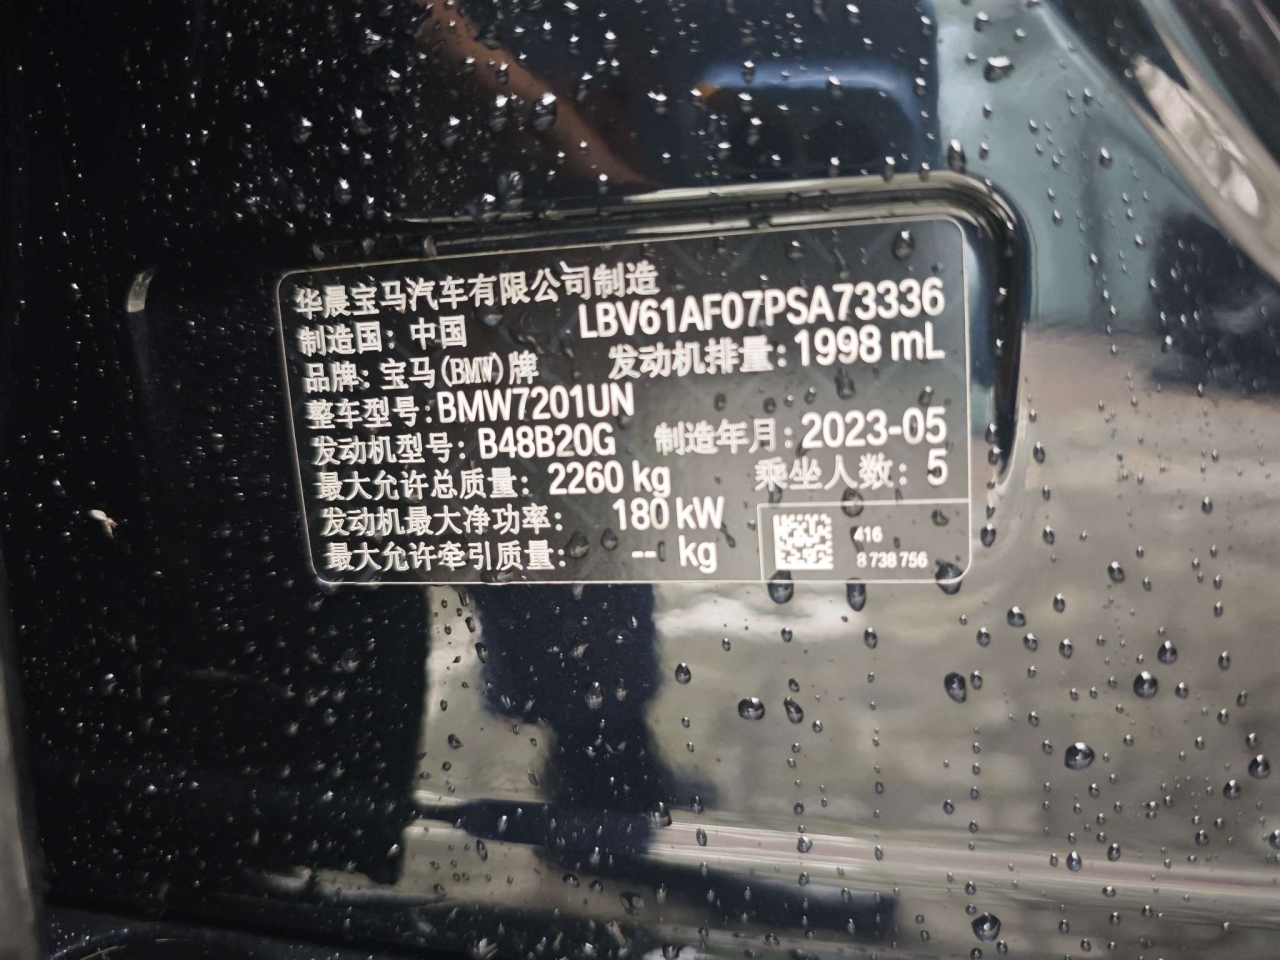 华晨宝马汽车有限公司制造
制造国：中国 LBV61AF07PSA73336
品牌：宝马(BMW)牌 发动机排量：1998 mL
整车型号：BMW7201UN
发动机型号：B48B20G 制造年月：2023-05
最大允许总质量：2260 kg 乘坐人数：5
发动机最大净功率：180 kW
最大允许牵引质量：-- kg
416
8 738 756